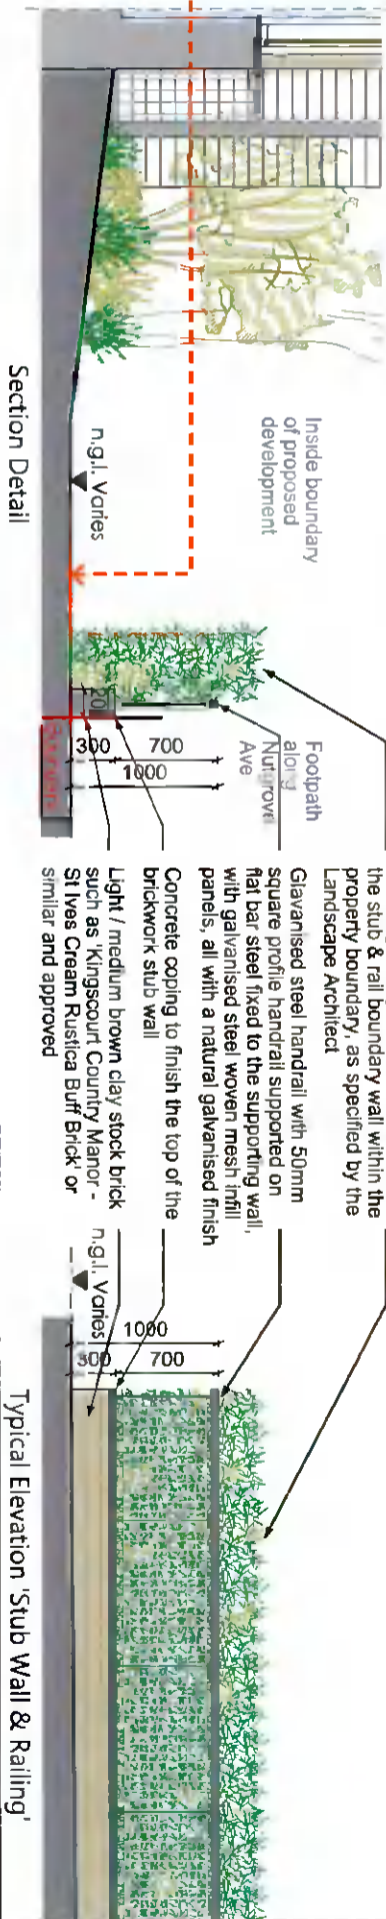 Inside boundary
of proposed
development
n.g.l. Varies
Section Detail
Footpath
along
Nutgrove
Ave
300
700
1000
the stub & rail boundary wall within the
property boundary, as specified by the
Landscape Architect
Glavanised steel handrail with 50mm
square profile handrail supported on
flat bar steel fixed to the supporting wall,
with galvanised steel woven mesh infill
panels, all with a natural galvanised finish
Concrete coping to finish the top of the
brickwork stub wall
Light / medium brown clay stock brick
such as 'Kingscourt Country Manor -
St Ives Cream Rustica Buff Brick' or
similar and approved
n.g.l. Varies
1000
300
700
Typical Elevation 'Stub Wall & Railing'